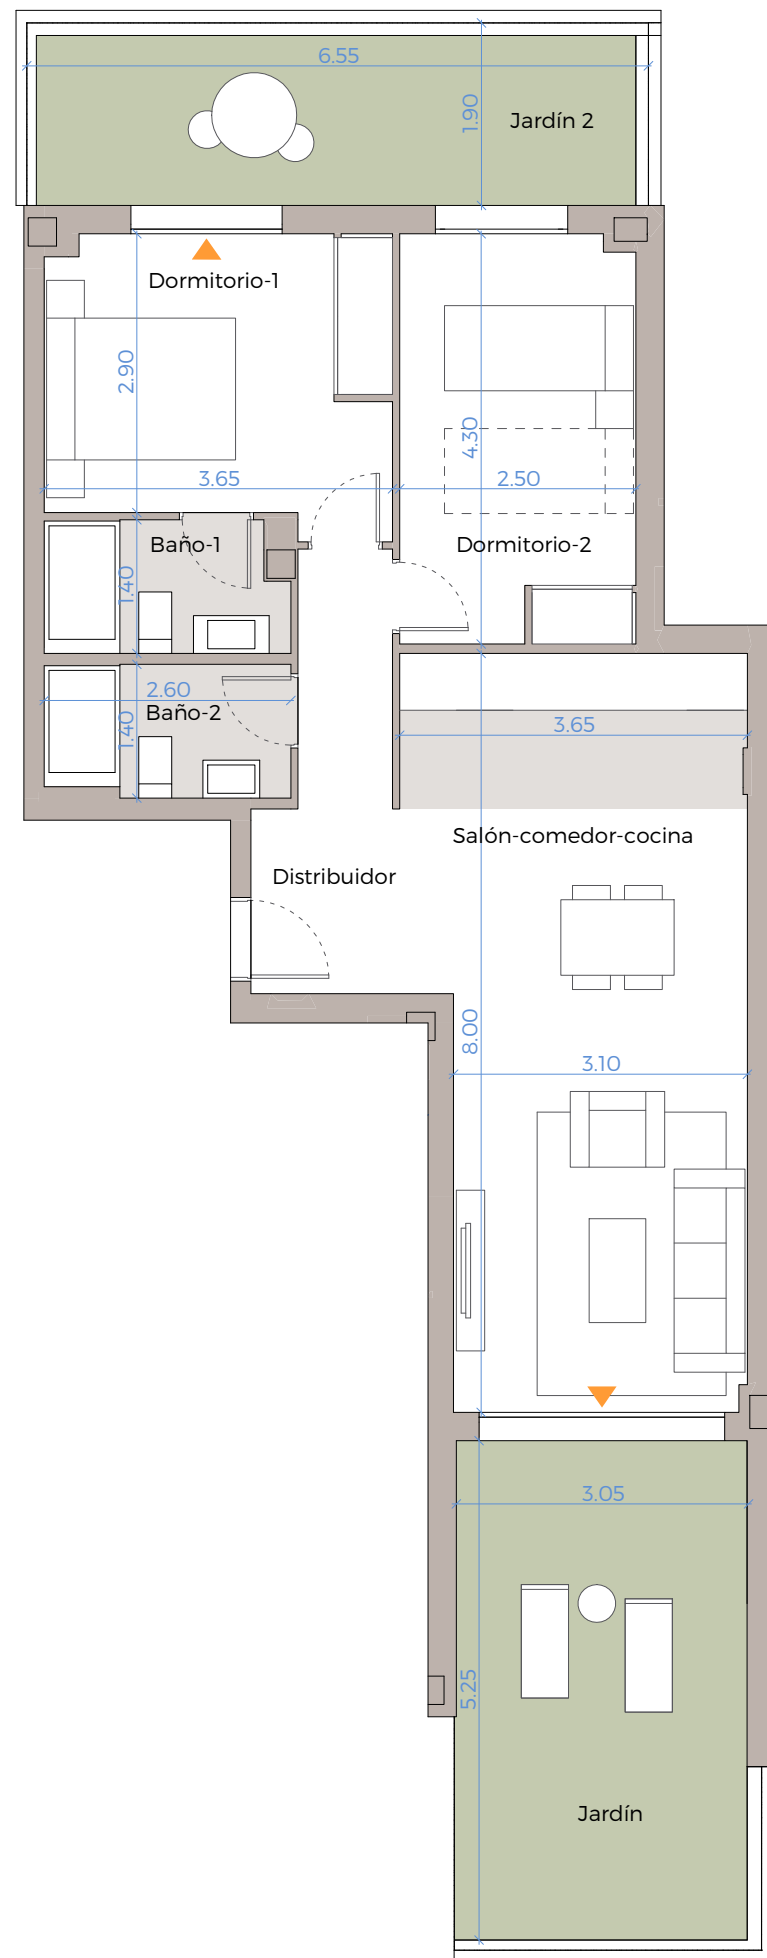 6.55
1.90
Jardín 2
Dormitorio-1
2.90
4.30
3.65
2.50
Baño-1
Dormitorio-2
1.40
2.60
Baño-2
1.40
3.65
Salón-comedor-cocina
Distribuidor
8.00
3.10
3.05
5.25
Jardín